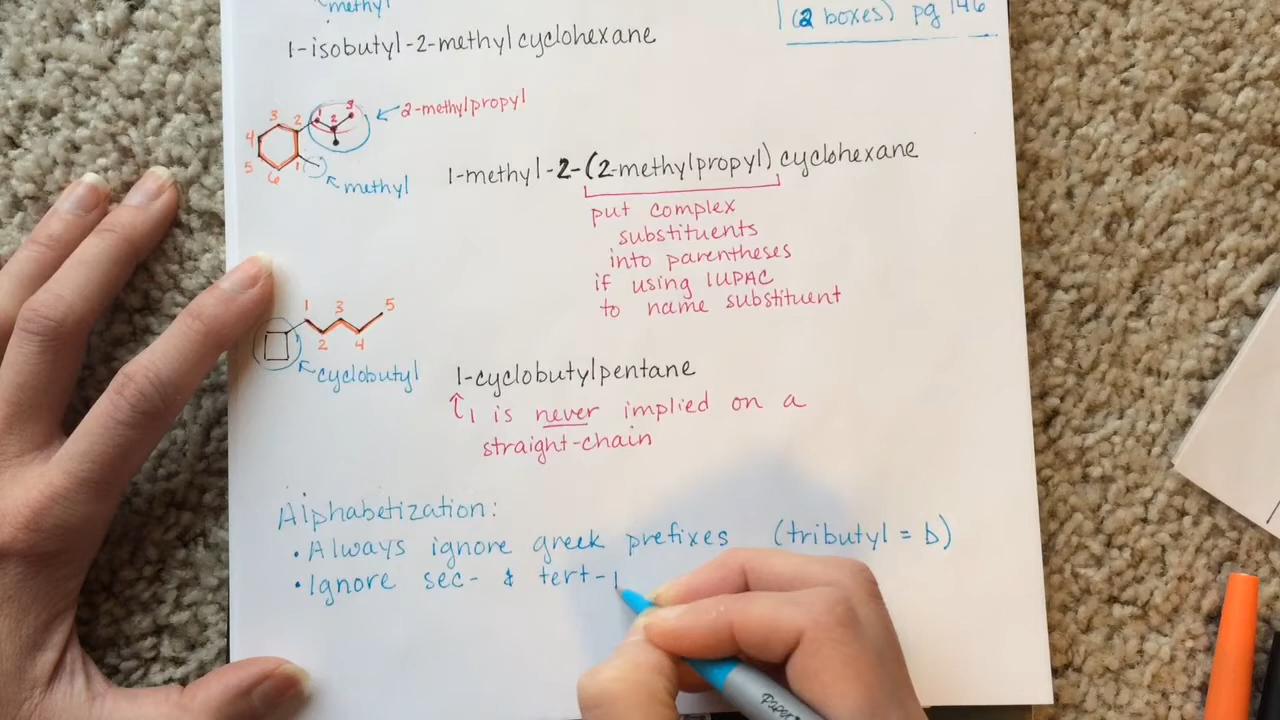 methyl
(2 boxes) pg 146
1-isobutyl-2-methylcyclohexane
3
1 2
2-methylpropyl
3 2
4
5 1
6
methyl
1-methyl-2-(2-methylpropyl)cyclohexane
put complex
substituents
into parentheses
if using IUPAC
to name substituent
1 3 5
2 4
cyclobutyl
1-cyclobutylpentane
1 is never implied on a
straight-chain
Alphabetization:
• Always ignore greek prefixes (tributyl = b)
• Ignore sec- & tert-
Paper